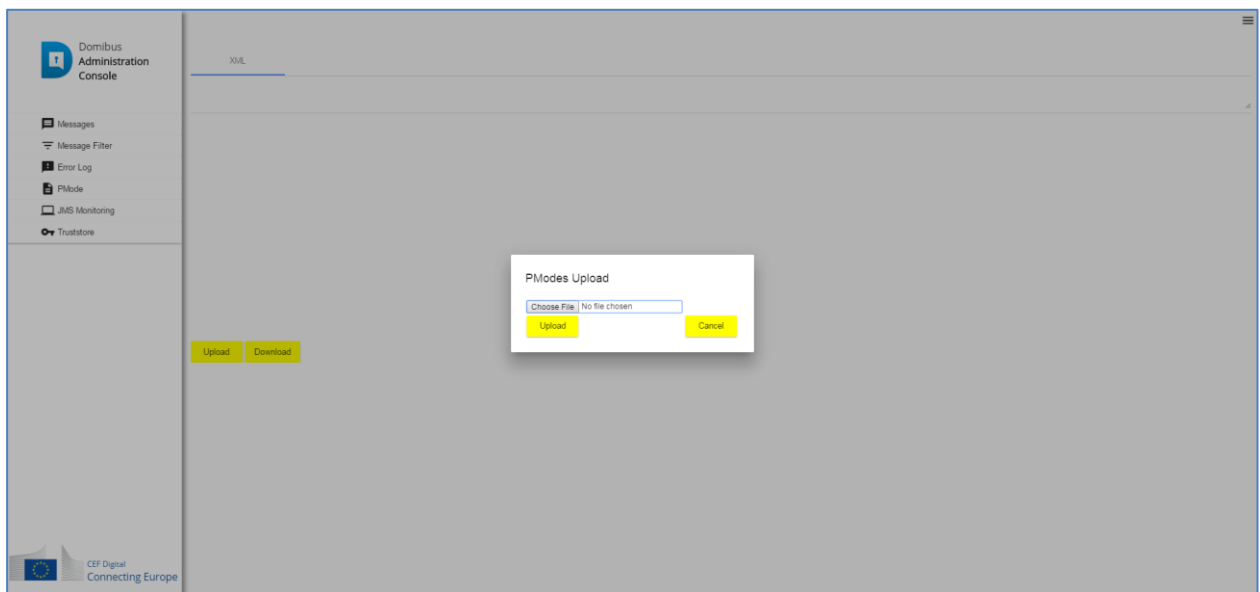 Domibus
Administration
Console
XML
Messages
Message Filter
Error Log
PMode
JMS Monitoring
Truststore
PModes Upload
Choose File No file chosen
Upload Cancel
Upload Download
CEF Digital
Connecting Europe